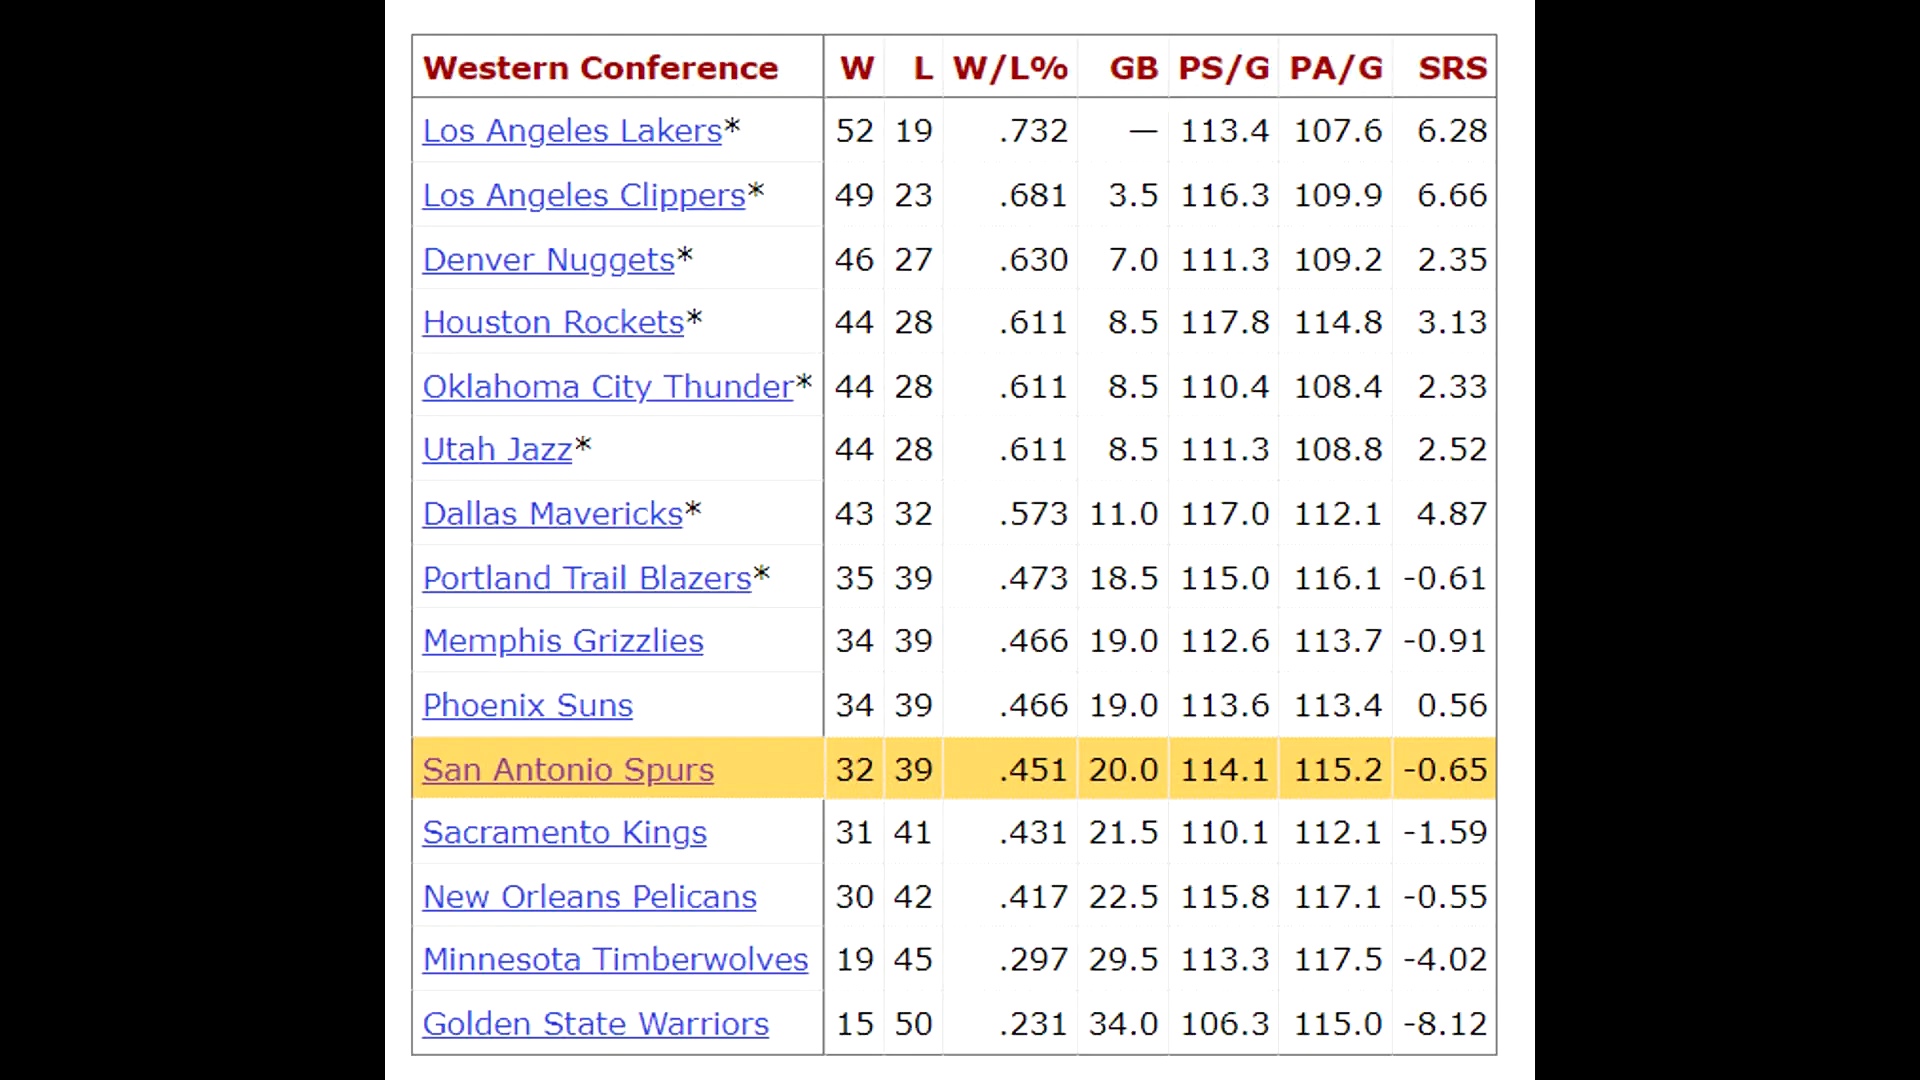 Western Conference W L W/L% GB PS/G PA/G SRS
Los Angeles Lakers* 52 19 .732 — 113.4 107.6 6.28
Los Angeles Clippers* 49 23 .681 3.5 116.3 109.9 6.66
Denver Nuggets* 46 27 .630 7.0 111.3 109.2 2.35
Houston Rockets* 44 28 .611 8.5 117.8 114.8 3.13
Oklahoma City Thunder* 44 28 .611 8.5 110.4 108.4 2.33
Utah Jazz* 44 28 .611 8.5 111.3 108.8 2.52
Dallas Mavericks* 43 32 .573 11.0 117.0 112.1 4.87
Portland Trail Blazers* 35 39 .473 18.5 115.0 116.1 -0.61
Memphis Grizzlies 34 39 .466 19.0 112.6 113.7 -0.91
Phoenix Suns 34 39 .466 19.0 113.6 113.4 0.56
San Antonio Spurs 32 39 .451 20.0 114.1 115.2 -0.65
Sacramento Kings 31 41 .431 21.5 110.1 112.1 -1.59
New Orleans Pelicans 30 42 .417 22.5 115.8 117.1 -0.55
Minnesota Timberwolves 19 45 .297 29.5 113.3 117.5 -4.02
Golden State Warriors 15 50 .231 34.0 106.3 115.0 -8.12